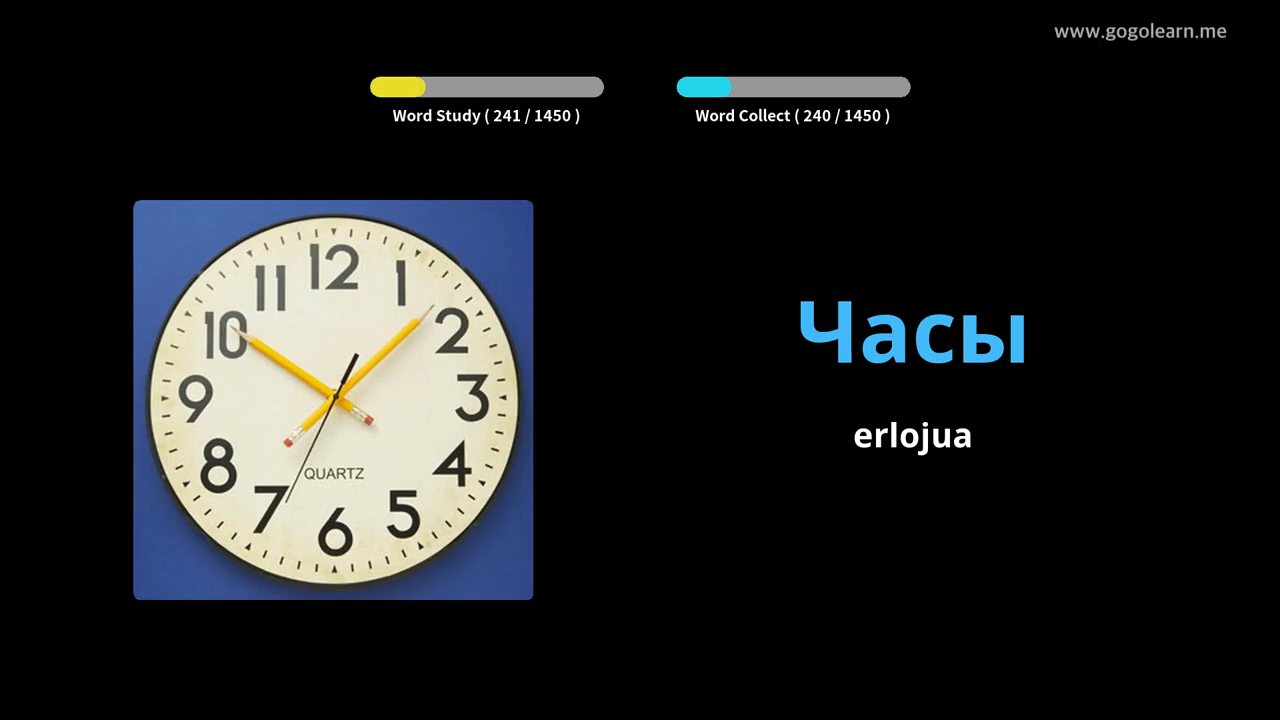 www.gogolearn.me
Word Study ( 241 / 1450 )
Word Collect ( 240 / 1450 )
12
11
1
10
2
9
3
8
4
QUARTZ
7
5
6
Часы
erlojua